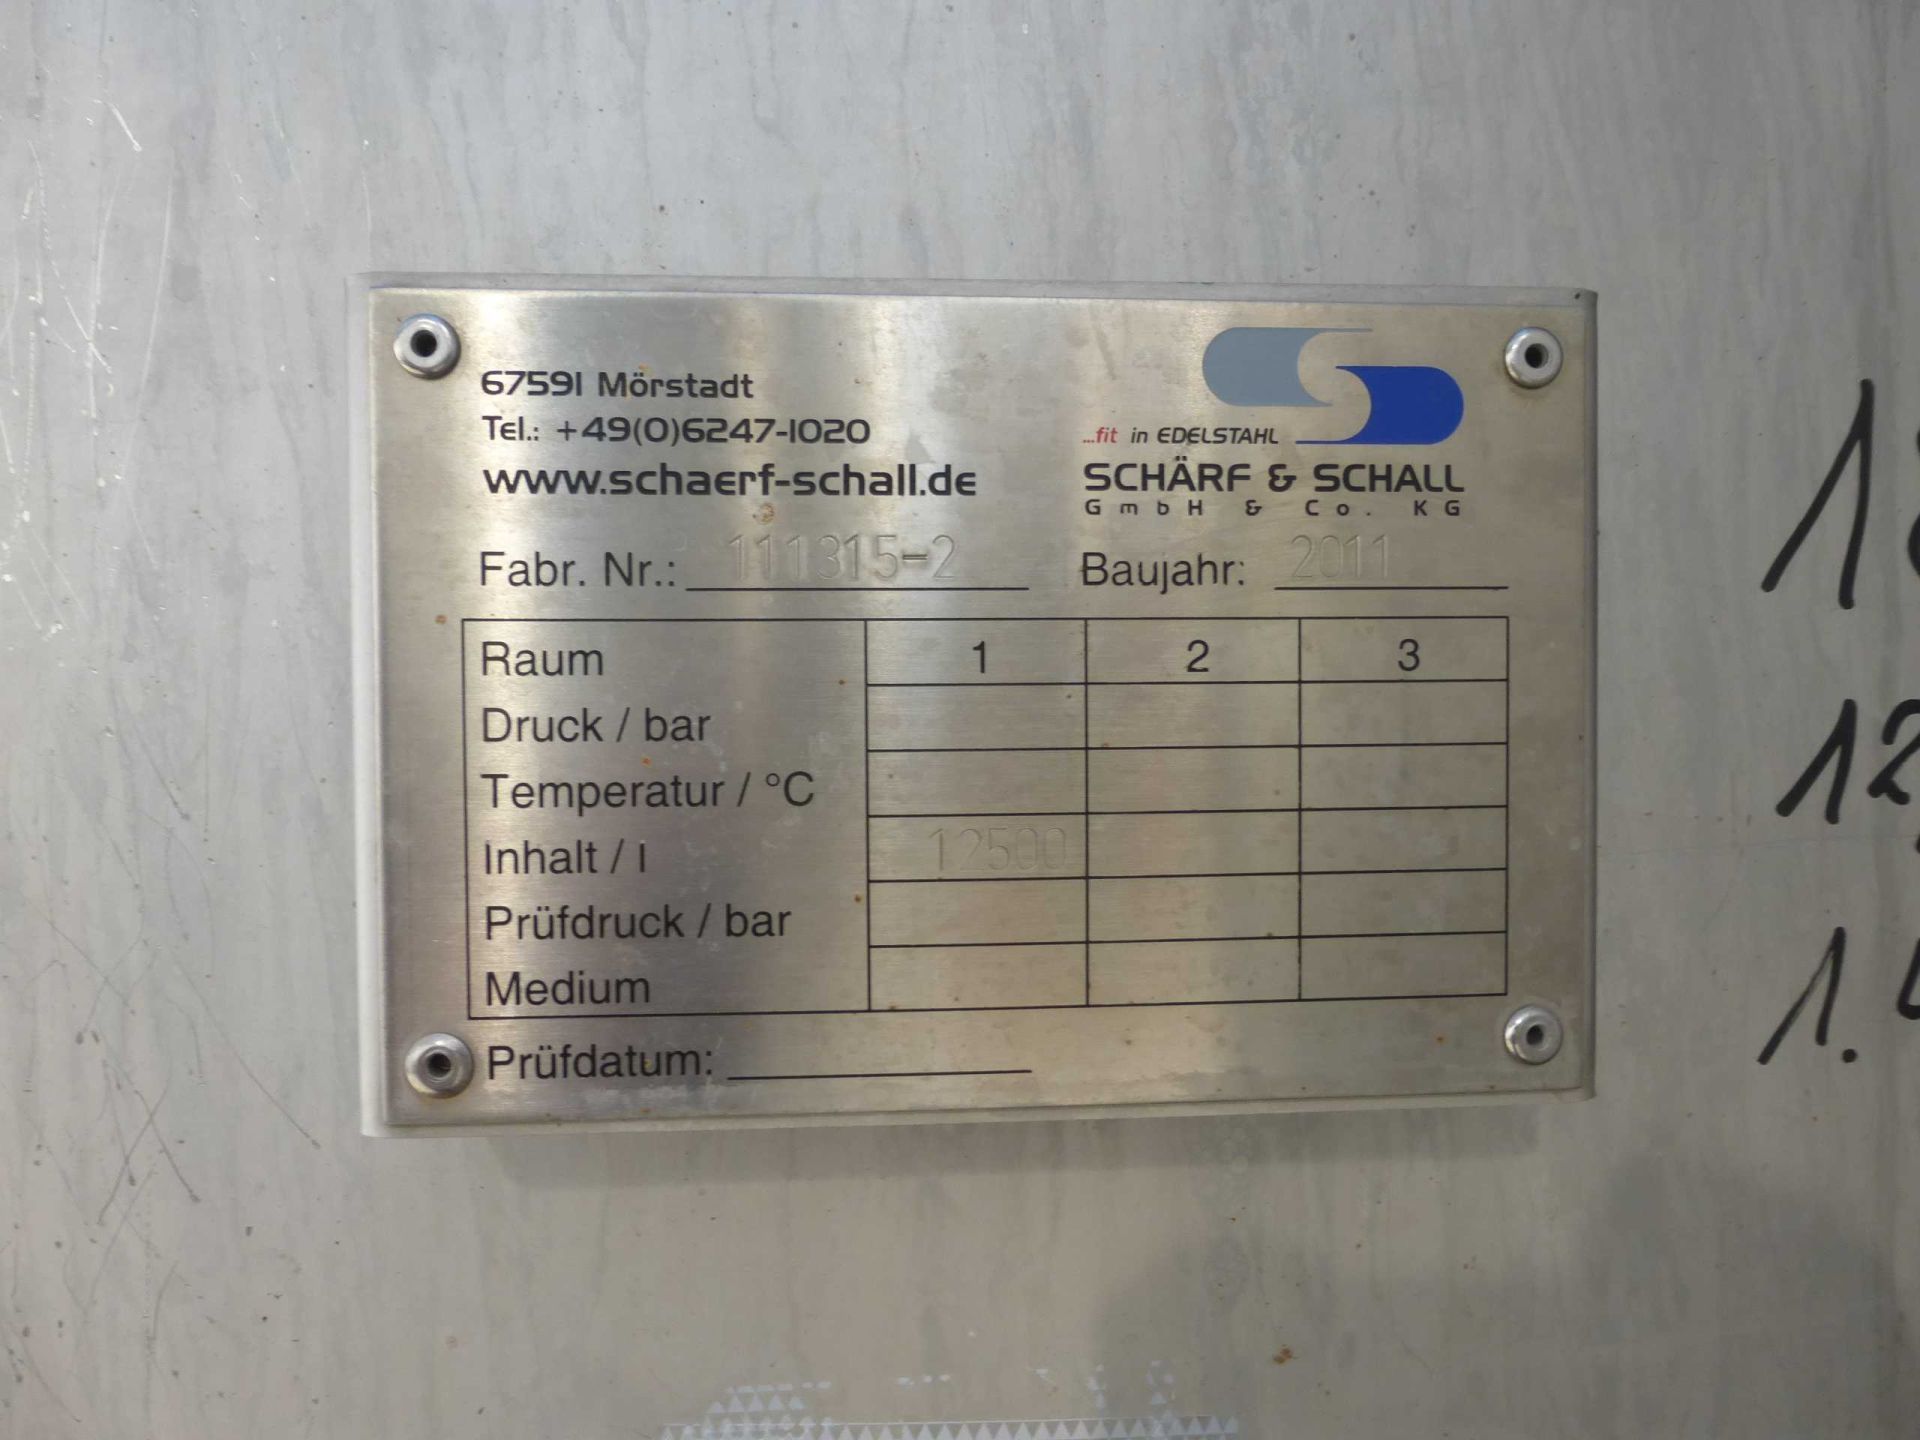 67591 Mörstadt
Tel.: +49(0)6247-1020
www.schaerf-schall.de
...fit in EDELSTAHL
SCHÄRF & SCHALL
GmbH & Co. KG
Fabr. Nr.: 111315-2 Baujahr: 2011
Raum 1 2 3
Druck / bar
Temperatur / °C
Inhalt / l 12500
Prüfdruck / bar
Medium
Prüfdatum: